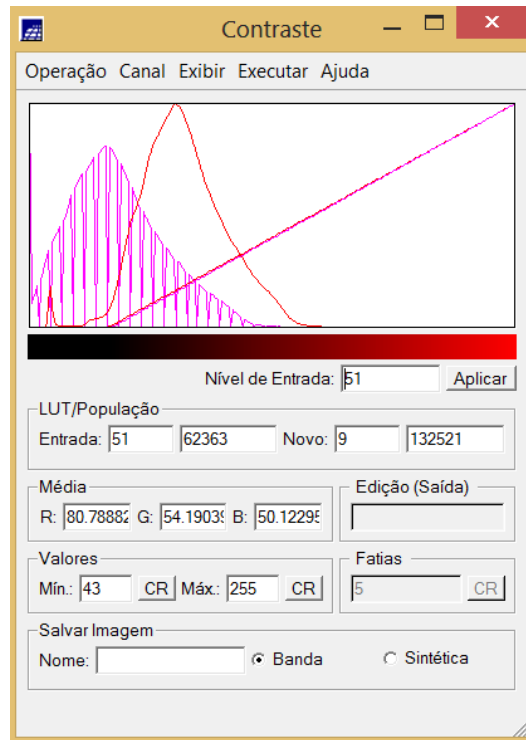 Contraste
Operação Canal Exibir Executar Ajuda
Nível de Entrada: 51 Aplicar
LUT/População
Entrada: 51 62363 Novo: 9 132521
Média Edição (Saída)
R: 80.78882 G: 54.19039 B: 50.12295
Valores Fatias
Mín.: 43 CR Máx.: 255 CR 5 CR
Salvar Imagem
Nome: Banda Sintética